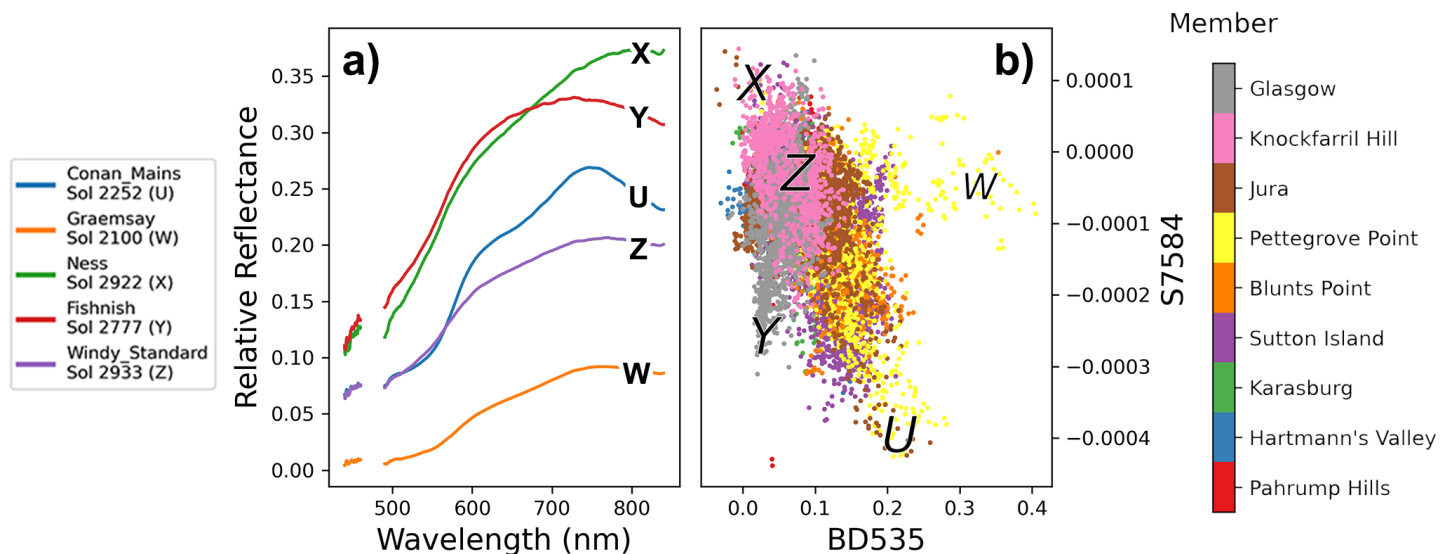 Conan_Mains
Sol 2252 (U)
Graemsay
Sol 2100 (W)
Ness
Sol 2922 (X)
Fishnish
Sol 2777 (Y)
Windy_Standard
Sol 2933 (Z)
a)
Relative Reflectance
0.35
0.30
0.25
0.20
0.15
0.10
0.05
0.00
X
Y
U
Z
W
500
600
700
800
Wavelength (nm)
b)
X
Z
W
Y
U
0.0001
0.0000
−0.0001
−0.0002
−0.0003
−0.0004
S7584
0.0
0.1
0.2
0.3
0.4
BD535
Member
Glasgow
Knockfarril Hill
Jura
Pettegrove Point
Blunts Point
Sutton Island
Karasburg
Hartmann's Valley
Pahrump Hills